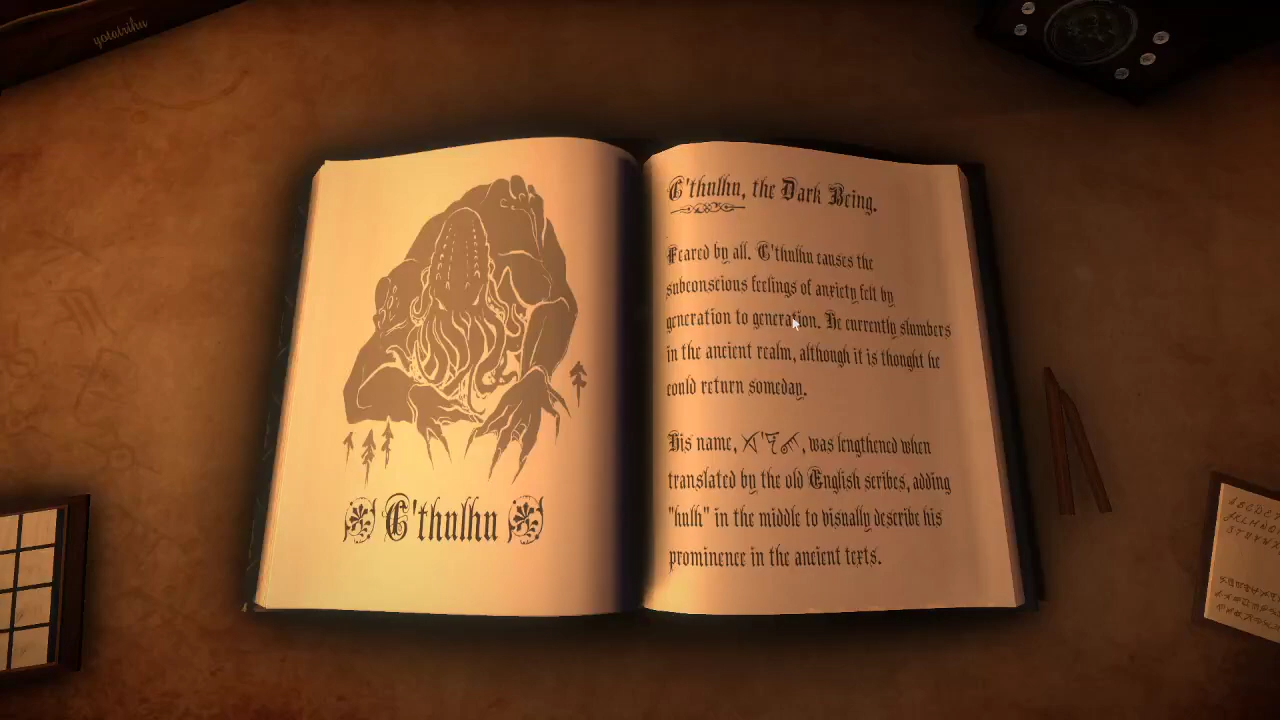 C'thulhu
C'thulhu, the Dark Being.
Feared by all. C'thulhu causes the
subconscious feelings of anxiety felt by
generation to generation. He currently slumbers
in the ancient realm, although it is thought he
could return someday.
His name, , was lengthened when
translated by the old English scribes, adding
"hulh" in the middle to visually describe his
prominence in the ancient texts.